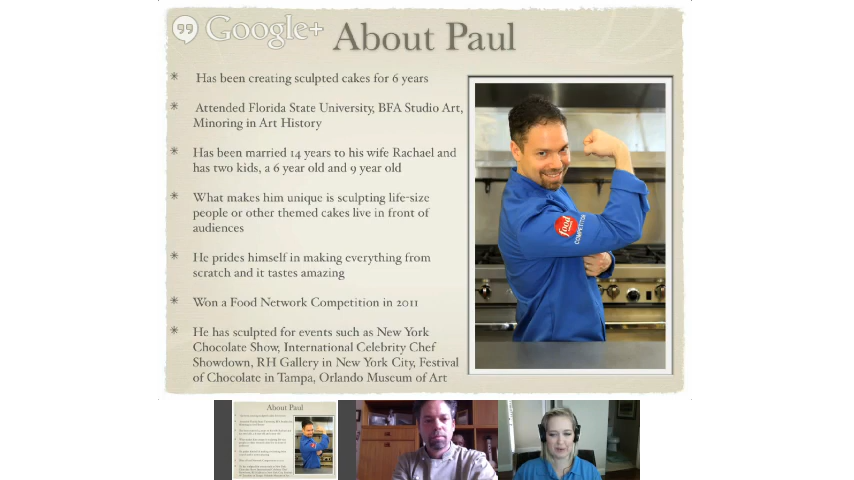 Google+ About Paul
Has been creating sculpted cakes for 6 years
Attended Florida State University, BFA Studio Art,
Minoring in Art History
Has been married 14 years to his wife Rachael and
has two kids, a 6 year old and 9 year old
What makes him unique is sculpting life-size
people or other themed cakes live in front of
audiences
He prides himself in making everything from
scratch and it tastes amazing
Won a Food Network Competition in 2011
He has sculpted for events such as New York
Chocolate Show, International Celebrity Chef
Showdown, RH Gallery in New York City, Festival
of Chocolate in Tampa, Orlando Museum of Art
food
COMPETITOR
About Paul